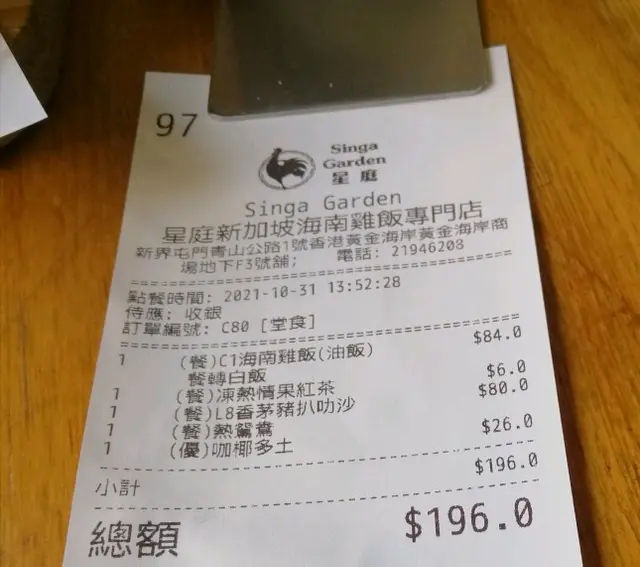 97
Singa
Garden
星庭
Singa Garden
星庭新加坡海南雞飯專門店
新界屯門青山公路1號香港黃金海岸黃金海岸商
場地下F3號舖; 電話: 21946208
點餐時間: 2021-10-31 13:52:28
侍應: 收銀
訂單編號: C80 [堂食]
1 (餐)C1海南雞飯(油飯) $84.0
餐轉白飯
1 (餐)凍熱情果紅茶 $6.0
1 (餐)L8香茅豬扒叻沙 $80.0
1 (餐)熱鴛鴦
1 (優)咖椰多士 $26.0
小計 $196.0
總額 $196.0